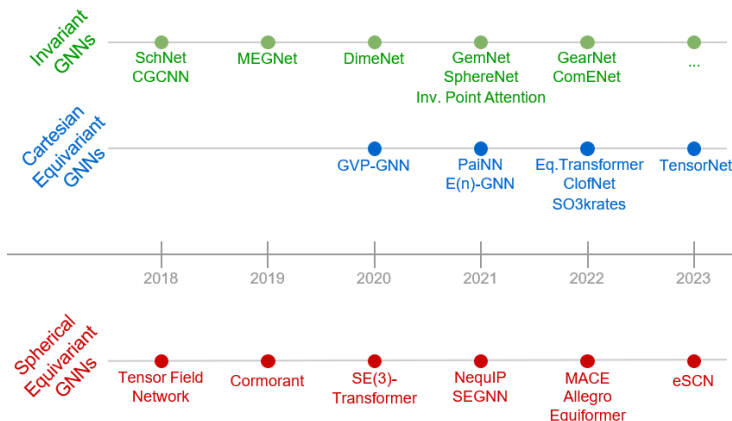 Invariant
GNNs
SchNet
CGCNN
MEGNet
DimeNet
GemNet
SphereNet
Inv. Point Attention
GearNet
ComENet
...
Cartesian
Equivariant
GNNs
GVP-GNN
PaiNN
E(n)-GNN
Eq.Transformer
ClofNet
SO3krates
TensorNet
2018
2019
2020
2021
2022
2023
Spherical
Equivariant
GNNs
Tensor Field
Network
Cormorant
SE(3)-
Transformer
NequIP
SEGNN
MACE
Allegro
Equiformer
eSCN